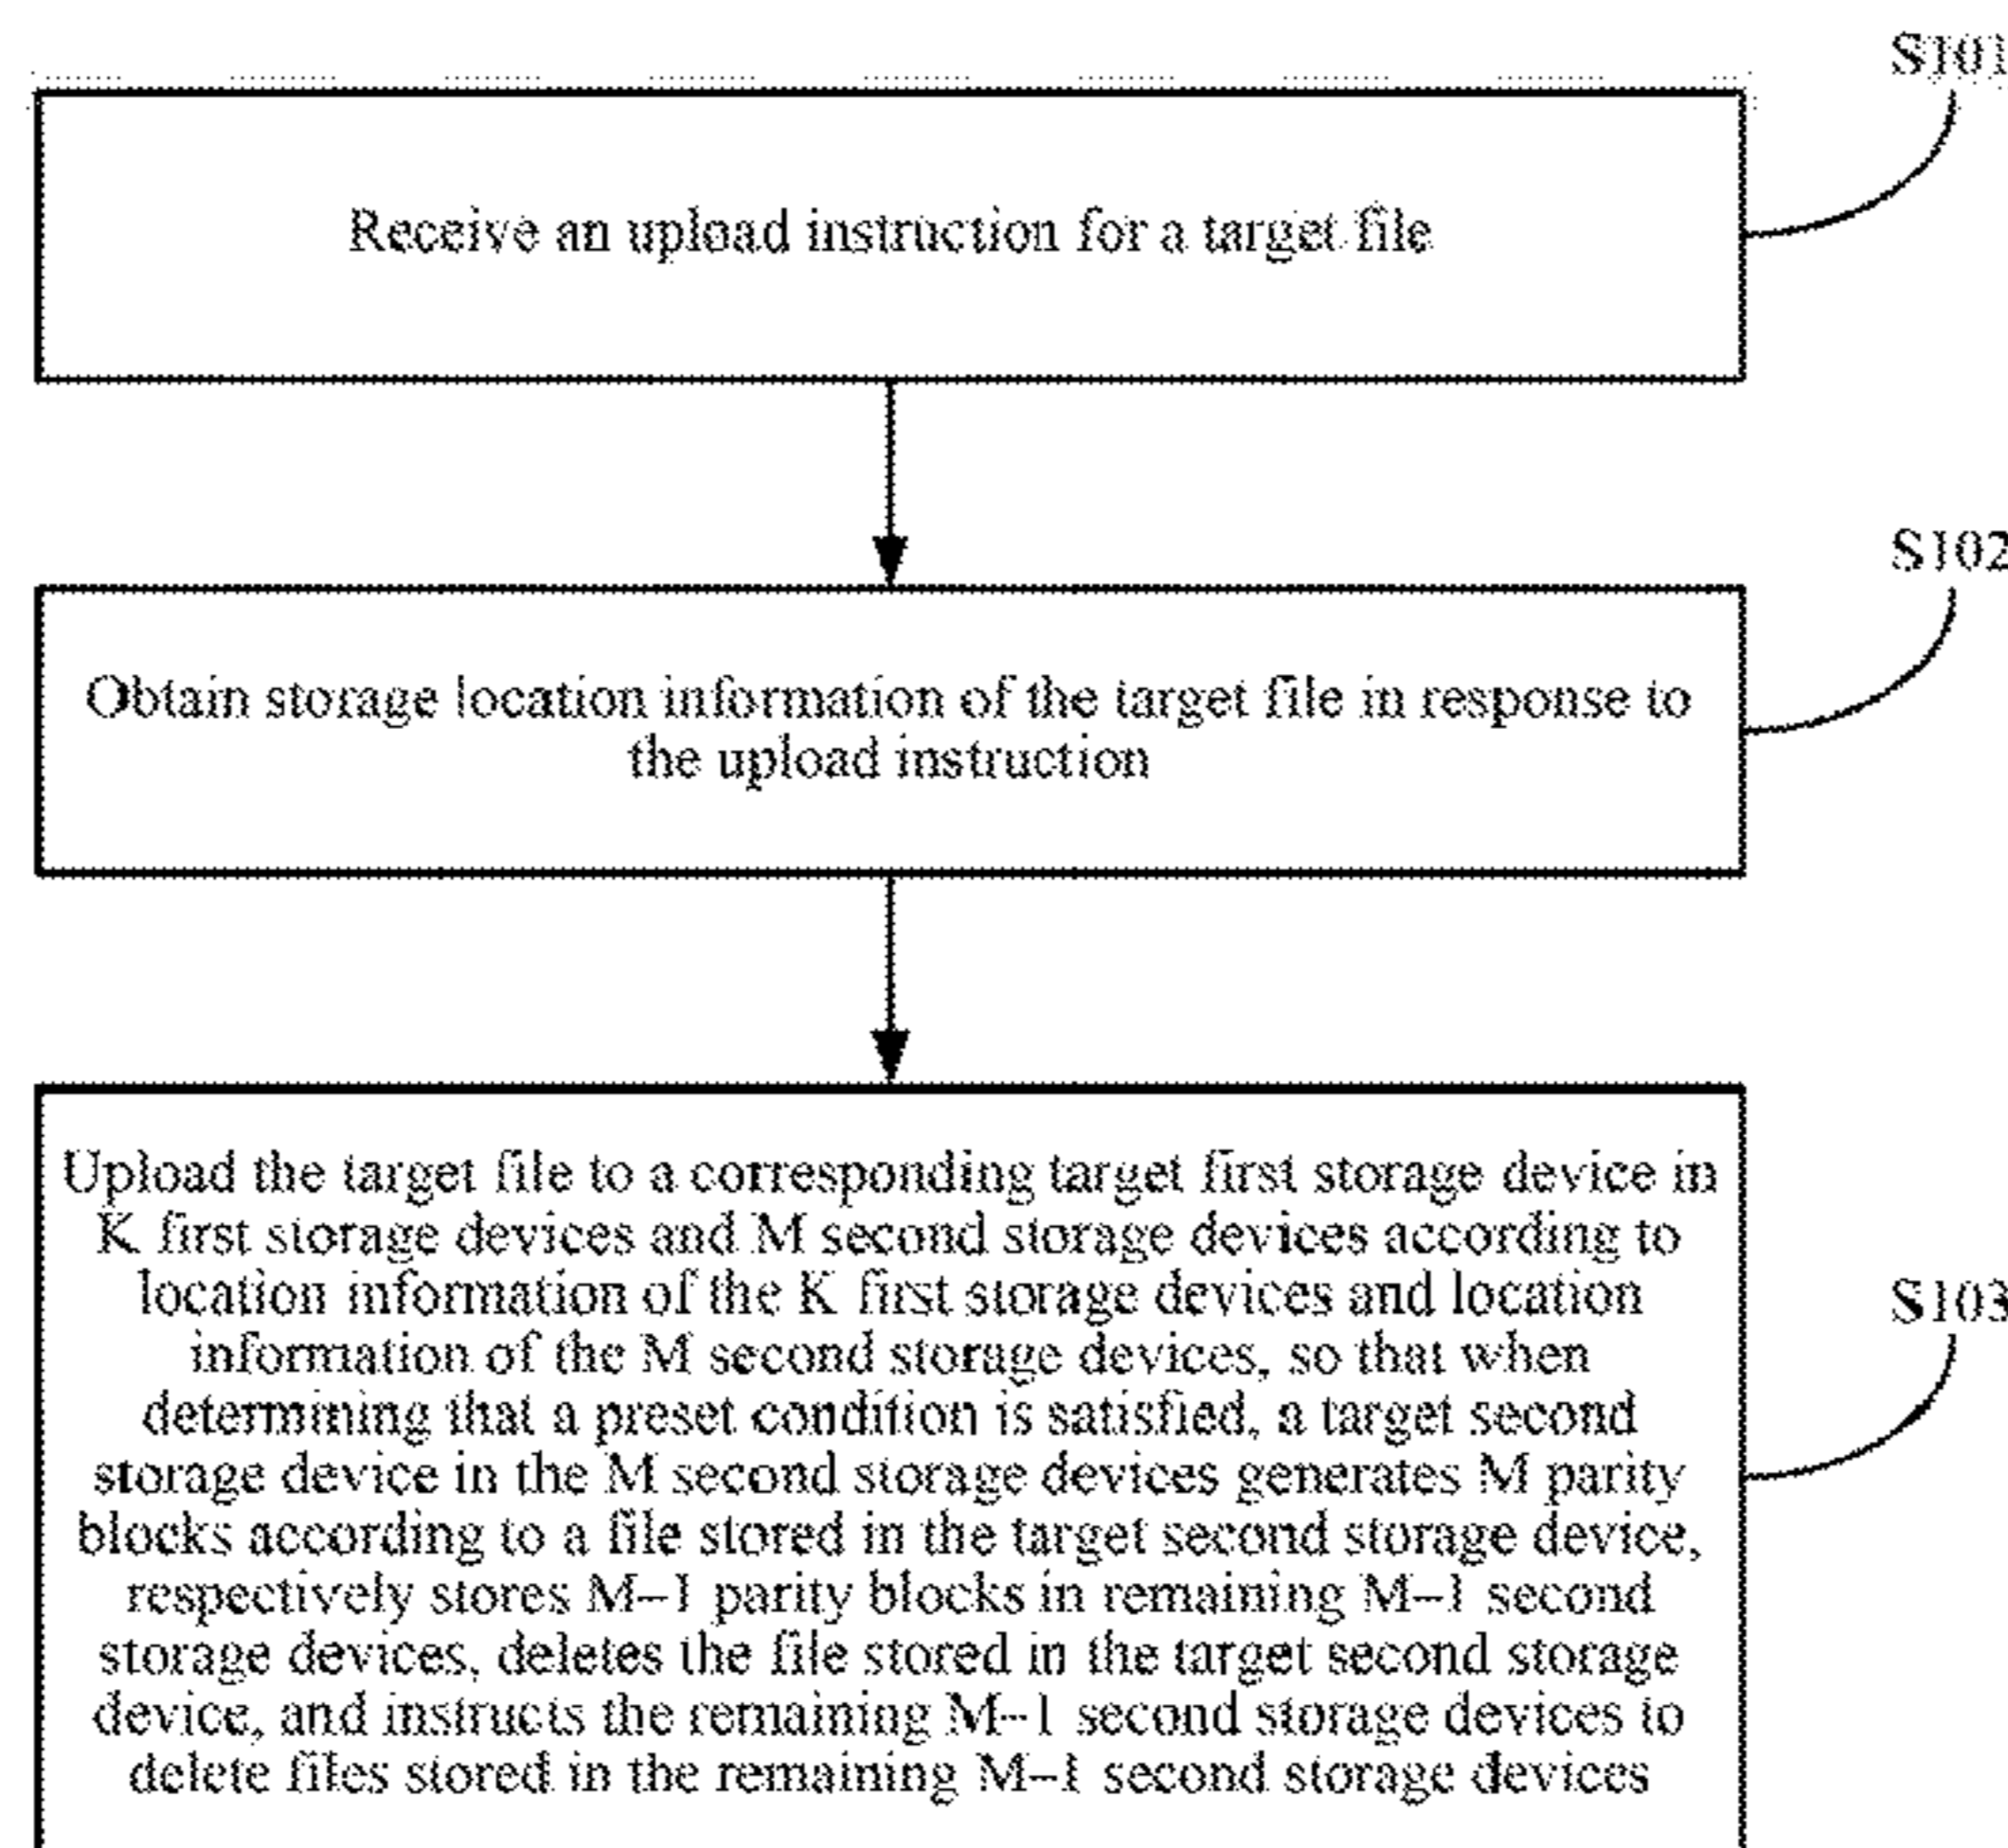 S101
Receive an upload instruction for a target file
S102
Obtain storage location information of the target file in response to
the upload instruction
Upload the target file to a corresponding target first storage device in
K first storage devices and M second storage devices according to
location information of the K first storage devices and location
information of the M second storage devices, so that when
determining that a preset condition is satisfied, a target second
storage device in the M second storage devices generates M parity
blocks according to a file stored in the target second storage device,
respectively stores M–1 parity blocks in remaining M–1 second
storage devices, deletes the file stored in the target second storage
device, and instructs the remaining M–1 second storage devices to
delete files stored in the remaining M–1 second storage devices
S103